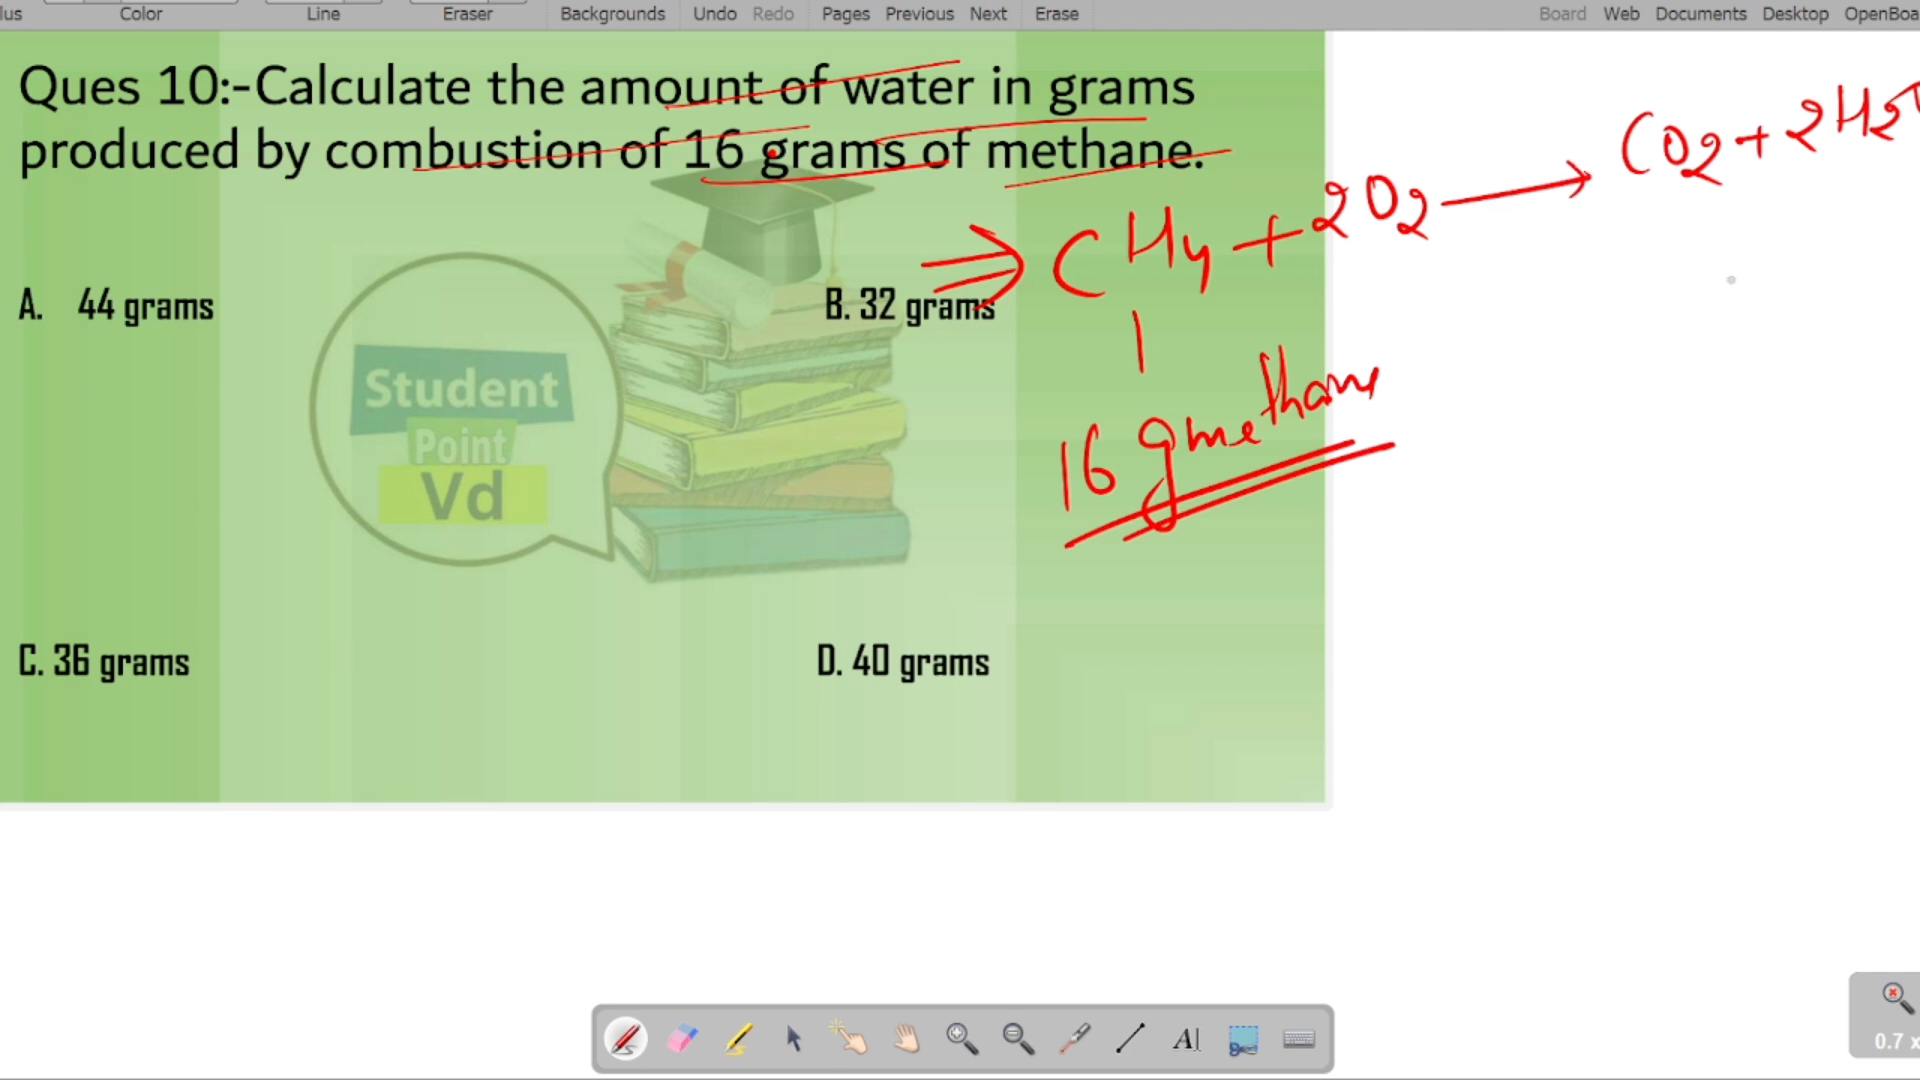 lus Color Line Eraser Backgrounds Undo Redo Pages Previous Next Erase Board Web Documents Desktop OpenBoa
Ques 10:-Calculate the amount of water in grams
produced by combustion of 16 grams of methane.
CH4 + 2O2 → CO2 + 2H2
A. 44 grams
B. 32 grams
16 g methane
Student
Point
Vd
C. 36 grams
D. 40 grams
A
0.7 x